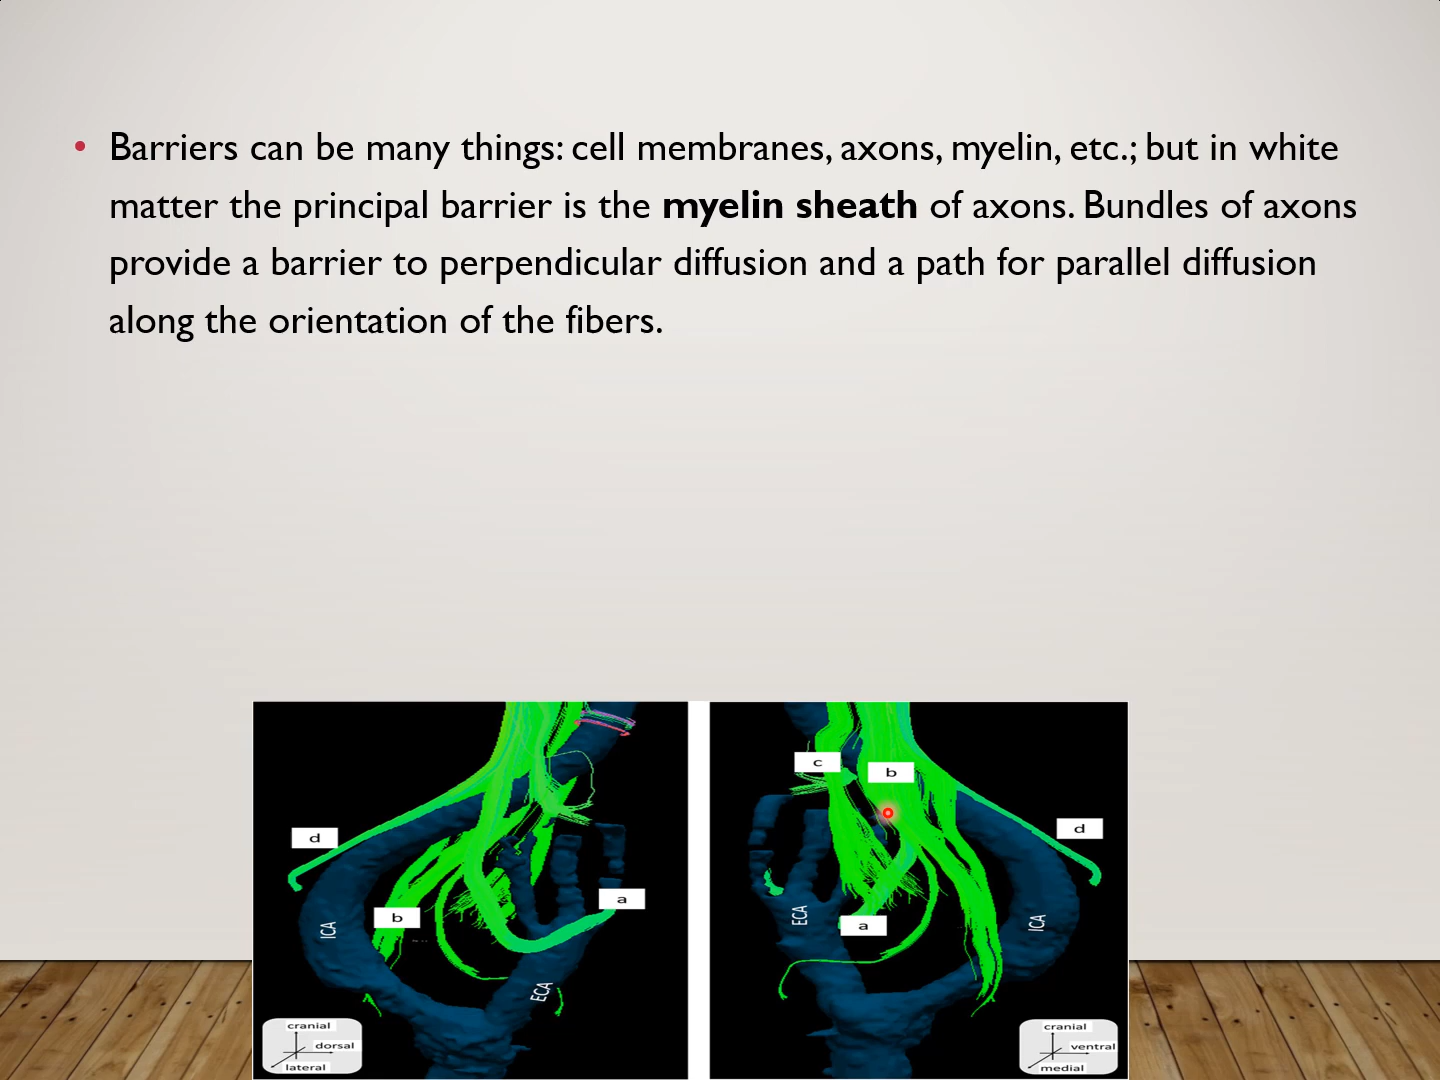 • Barriers can be many things: cell membranes, axons, myelin, etc.; but in white
matter the principal barrier is the myelin sheath of axons. Bundles of axons
provide a barrier to perpendicular diffusion and a path for parallel diffusion
along the orientation of the fibers.
d
b
a
ICA
ECA
cranial
dorsal
lateral
c
b
d
a
ECA
ICA
cranial
ventral
medial